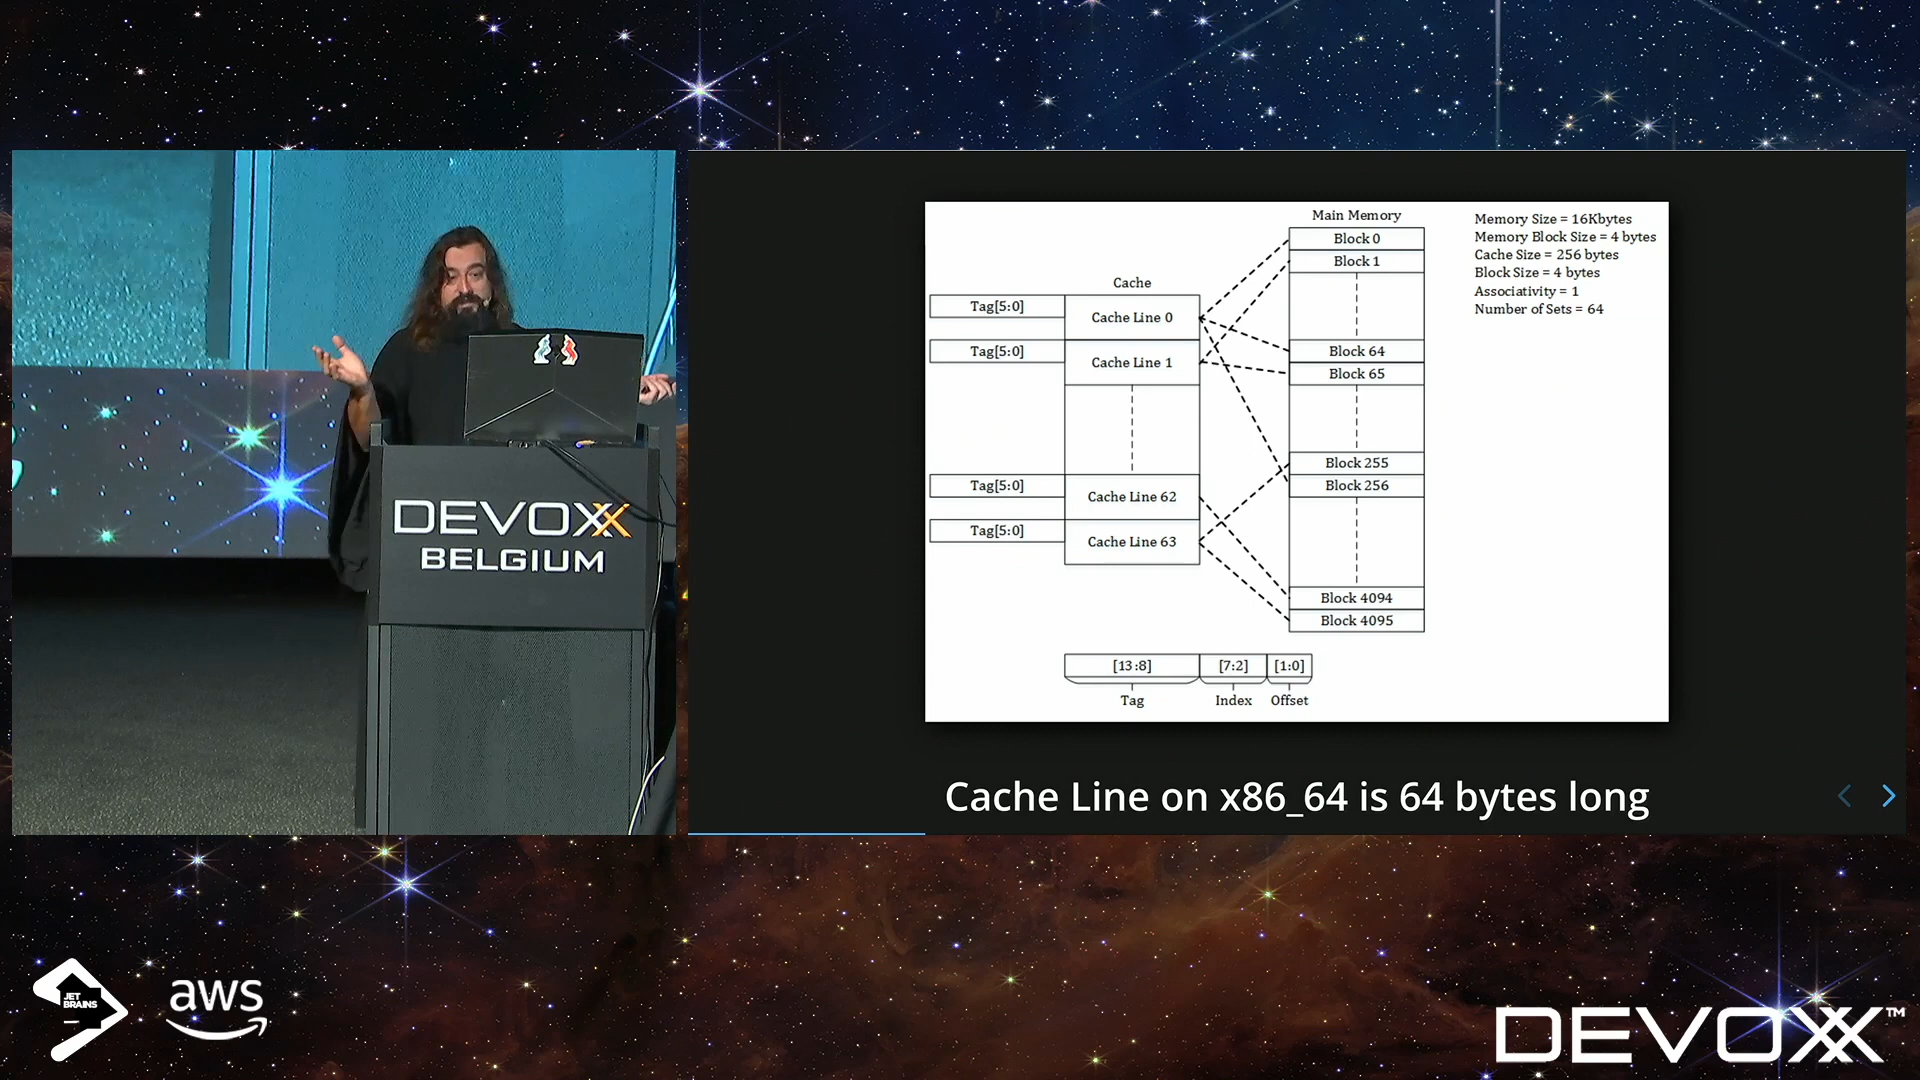 DEVOXX
BELGIUM
Main Memory
Block 0
Block 1
Block 64
Block 65
Block 255
Block 256
Block 4094
Block 4095
Cache
Tag[5:0]
Cache Line 0
Tag[5:0]
Cache Line 1
Tag[5:0]
Cache Line 62
Tag[5:0]
Cache Line 63
Memory Size = 16Kbytes
Memory Block Size = 4 bytes
Cache Size = 256 bytes
Block Size = 4 bytes
Associativity = 1
Number of Sets = 64
[13:8]
[7:2]
[1:0]
Tag
Index
Offset
Cache Line on x86_64 is 64 bytes long
JET
BRAINS
aws
DEVOXX™